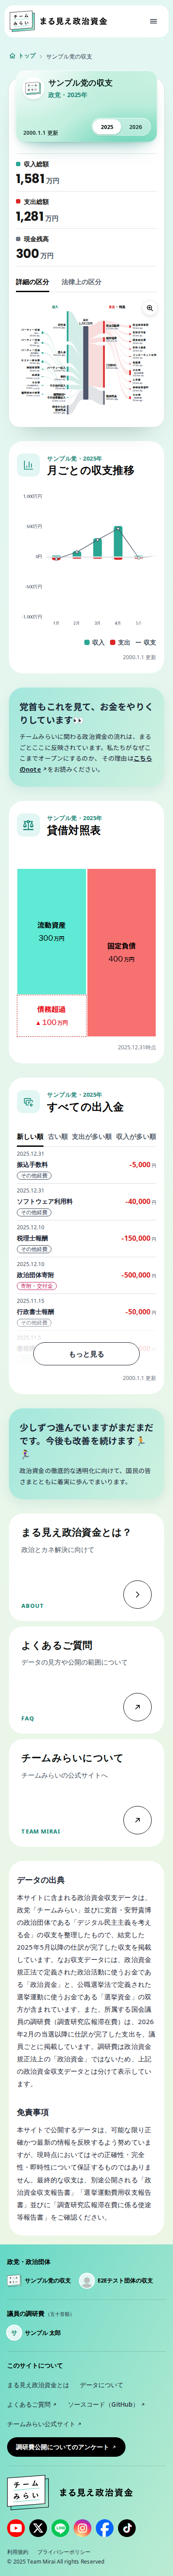 チーム
みらい
まる見え政治資金
トップ
サンプル党の収支
サンプル党の収支
政党・2025年
2000.1.1 更新
2025
2026
収入総額
1,581 万円
支出総額
1,281 万円
現金残高
300 万円
詳細の区分
法律上の区分
サンプル党・2025年
月ごとの収支推移
1,000万円
500万円
0円
-500万円
-1,000万円
1月
2月
3月
4月
収入
支出
収支
2000.1.1 更新
党首もこれを見て、お金をやりくりしています👀
チームみらいに関わるお政治資金の流れは、まるごとここに反映されています。私たちがなぜここまでオープンにするのか、その理由はこちらのnote↗を読みください。
サンプル党・2025年
貸借対照表
流動資産
300万円
固定負債
400万円
債務超過
▲ 100万円
2025.12.31時点
サンプル党・2025年
すべての出入金
新しい順
古い順
支出が多い順
収入が多い順
2025.12.31
振込手数料
-5,000 円
その他経費
2025.12.31
ソフトウェア利用料
-40,000 円
その他経費
2025.12.10
税理士報酬
-150,000 円
その他経費
2025.12.10
政治団体寄附
-500,000 円
寄附・交付金
2025.11.15
行政書士報酬
-50,000 円
その他経費
もっと見る
2000.1.1 更新
少しずつ進んでいますがまだまだです。今後も改善を続けます🏃🏃‍♀️
政治資金の徹底的な透明化に向けて、国民の皆さまとともに着実に歩んでまいります。
まる見え政治資金とは？
政治とカネ解決に向けて
ABOUT
よくあるご質問
データの見方や公開の範囲について
FAQ
チームみらいについて
チームみらいの公式サイトへ
TEAM MIRAI
データの出典
本サイトに含まれる政治資金収支データは、政党「チームみらい」並びに党首・安野貴博の政治団体である「デジタル民主主義を考える会」の収支を整理したもので、結党した2025年5月以降の仕訳が完了した収支を掲載しています。なお収支データには、政治資金規正法で定義された政治活動に使うお金である「政治資金」と、公職選挙法で定義された選挙運動に使うお金である「選挙資金」の双方が含まれています。また、所属する国会議員の調研費（調査研究広報滞在費）は、2026年2月の当選以降に仕訳が完了した支出を、議員ごとに掲載しています。調研費は政治資金規正法上の「政治資金」ではないため、上記の政治資金収支データとは分けて表示しています。
免責事項
本サイトで公開するデータは、可能な限り正確かつ最新の情報を反映するよう努めていますが、現時点においてはその正確性・完全性・即時性について保証するものではありません。最終的な収支は、別途公開される「政治資金収支報告書」「選挙運動費用収支報告書」並びに「調査研究広報滞在費に係る使途等報告書」をご確認ください。
政党・政治団体
サンプル党の収支
E2Eテスト団体の収支
議員の調研費（五十音順）
サ
サンプル 太郎
このサイトについて
まる見え政治資金とは
データについて
よくあるご質問 ↗
ソースコード（GitHub） ↗
チームみらい公式サイト ↗
調研費公開についてのアンケート ↗
チーム
みらい
まる見え政治資金
利用規約
プライバシーポリシー
© 2025 Team Mirai All rights Reserved